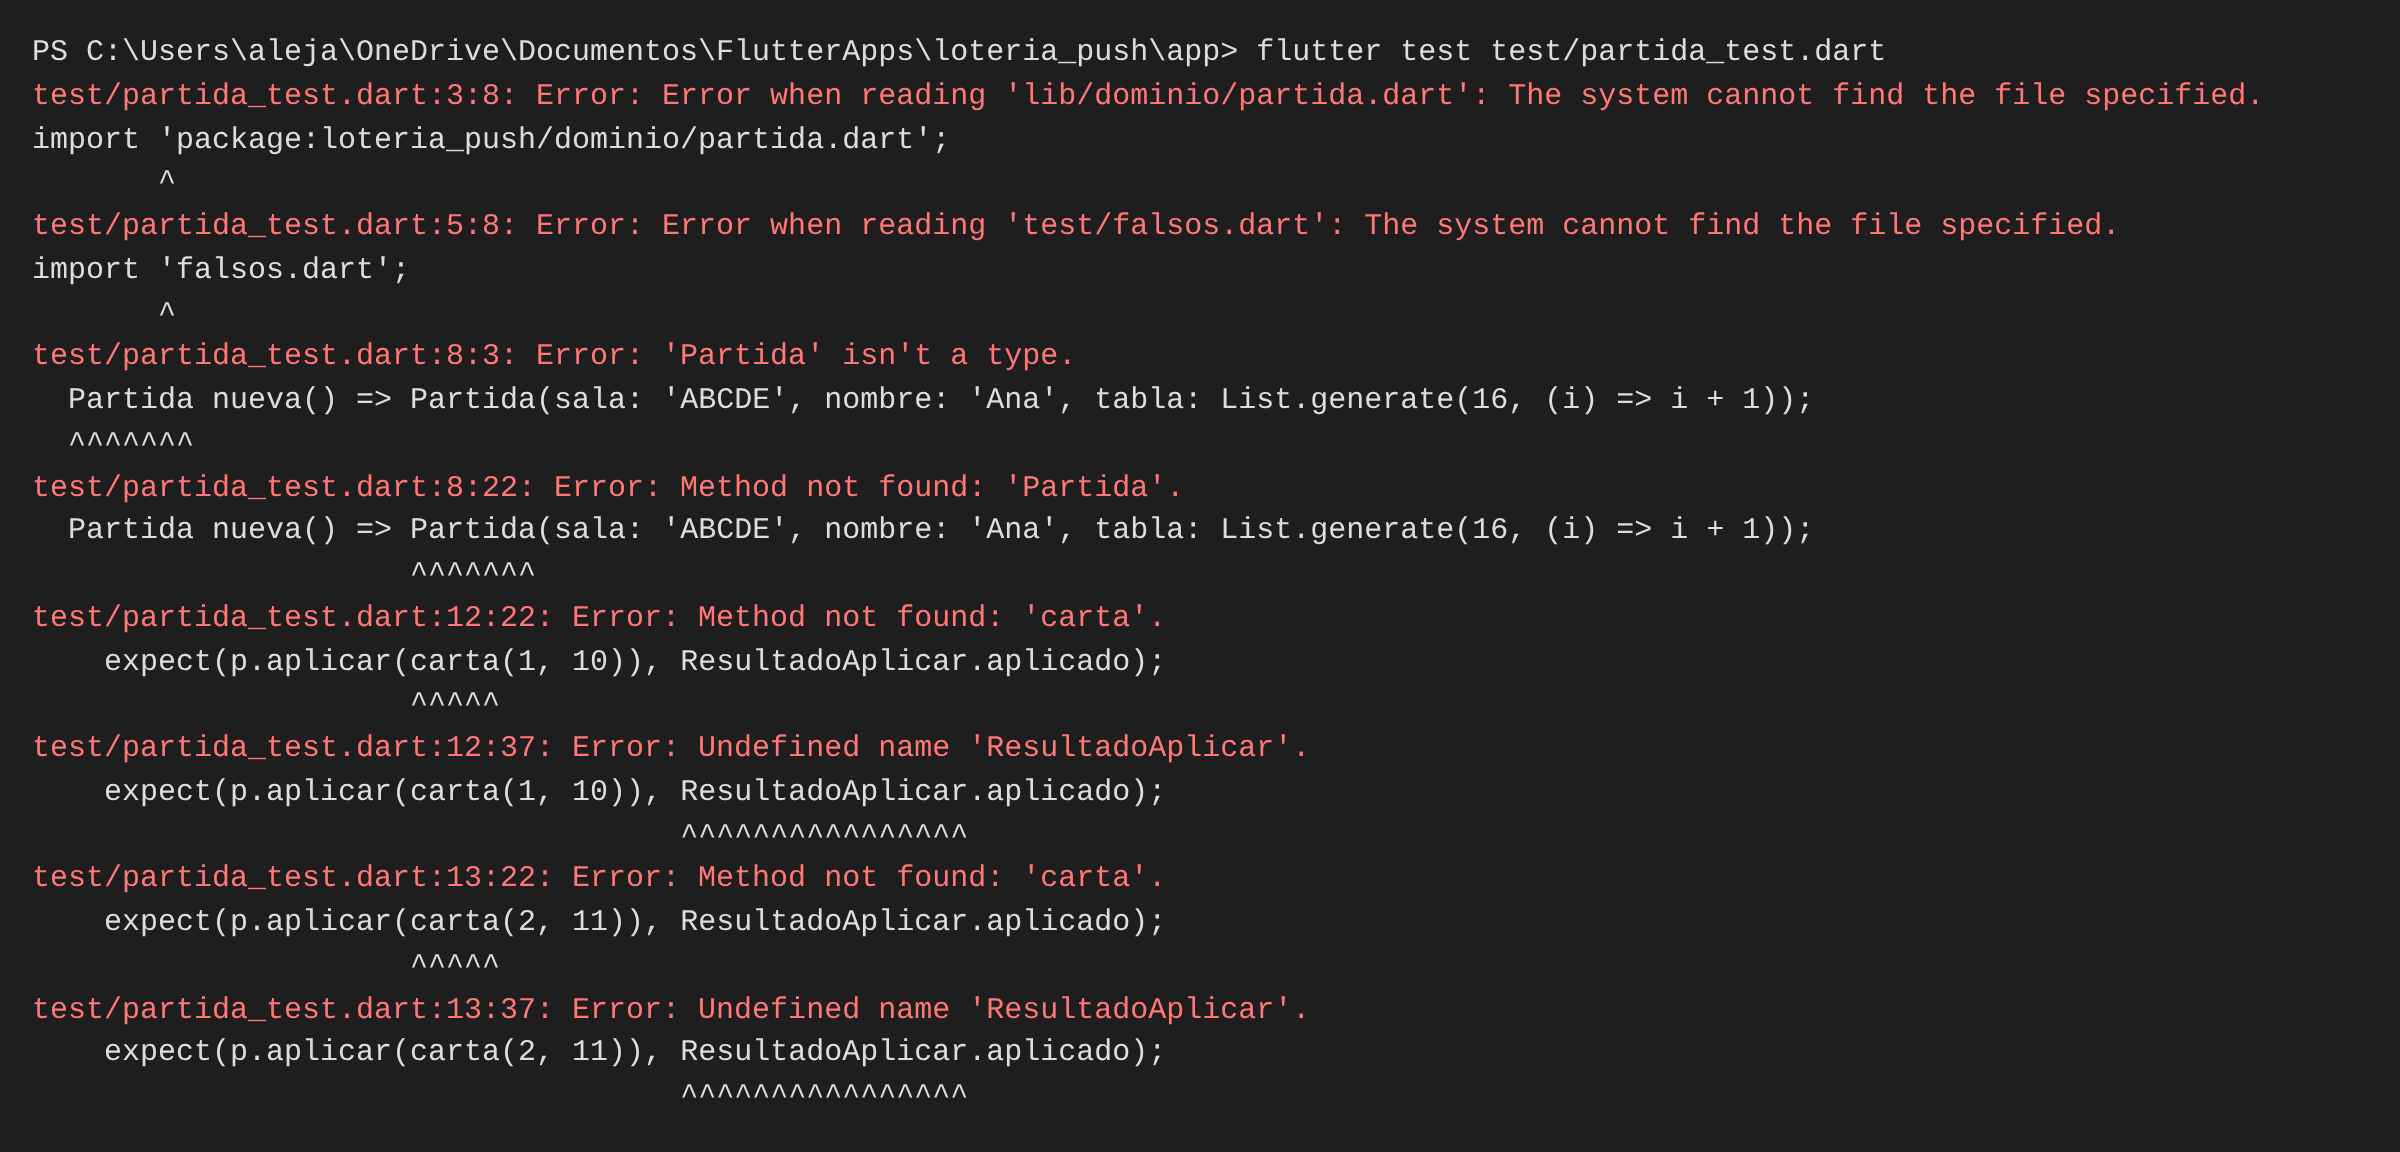 PS C:\Users\aleja\OneDrive\Documentos\FlutterApps\loteria_push\app> flutter test test/partida_test.dart
test/partida_test.dart:3:8: Error: Error when reading 'lib/dominio/partida.dart': The system cannot find the file specified.
import 'package:loteria_push/dominio/partida.dart';
       ^
test/partida_test.dart:5:8: Error: Error when reading 'test/falsos.dart': The system cannot find the file specified.
import 'falsos.dart';
       ^
test/partida_test.dart:8:3: Error: 'Partida' isn't a type.
  Partida nueva() => Partida(sala: 'ABCDE', nombre: 'Ana', tabla: List.generate(16, (i) => i + 1));
  ^^^^^^^
test/partida_test.dart:8:22: Error: Method not found: 'Partida'.
  Partida nueva() => Partida(sala: 'ABCDE', nombre: 'Ana', tabla: List.generate(16, (i) => i + 1));
                     ^^^^^^^
test/partida_test.dart:12:22: Error: Method not found: 'carta'.
    expect(p.aplicar(carta(1, 10)), ResultadoAplicar.aplicado);
                     ^^^^^
test/partida_test.dart:12:37: Error: Undefined name 'ResultadoAplicar'.
    expect(p.aplicar(carta(1, 10)), ResultadoAplicar.aplicado);
                                    ^^^^^^^^^^^^^^^^
test/partida_test.dart:13:22: Error: Method not found: 'carta'.
    expect(p.aplicar(carta(2, 11)), ResultadoAplicar.aplicado);
                     ^^^^^
test/partida_test.dart:13:37: Error: Undefined name 'ResultadoAplicar'.
    expect(p.aplicar(carta(2, 11)), ResultadoAplicar.aplicado);
                                    ^^^^^^^^^^^^^^^^